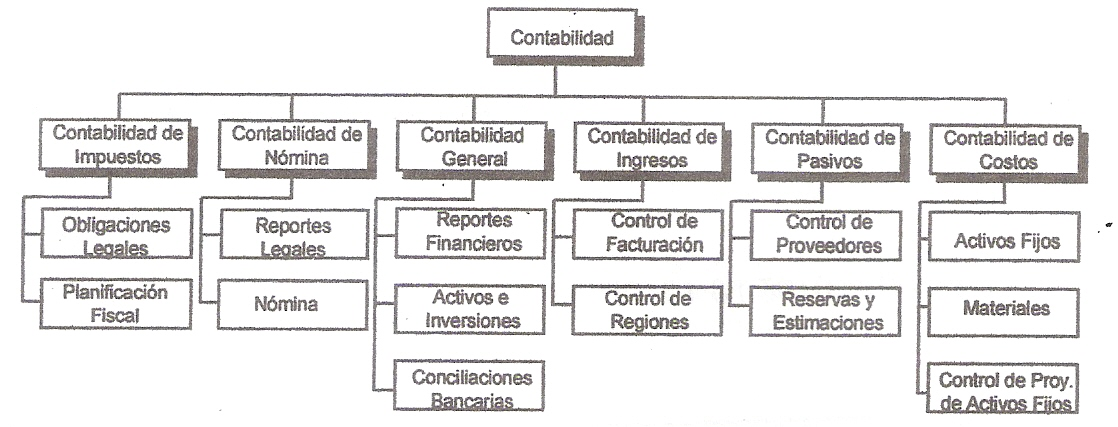 Contabilidad
Contabilidad de
Impuestos
Contabilidad de
Nómina
Contabilidad
General
Contabilidad de
Ingresos
Contabilidad de
Pasivos
Contabilidad de
Costos
Obligaciones
Legales
Planificación
Fiscal
Reportes
Legales
Nómina
Reportes
Financieros
Activos e
Inversiones
Conciliaciones
Bancarias
Control de
Facturación
Control de
Regiones
Control de
Proveedores
Reservas y
Estimaciones
Activos Fijos
Materiales
Control de Proy.
de Activos Fijos